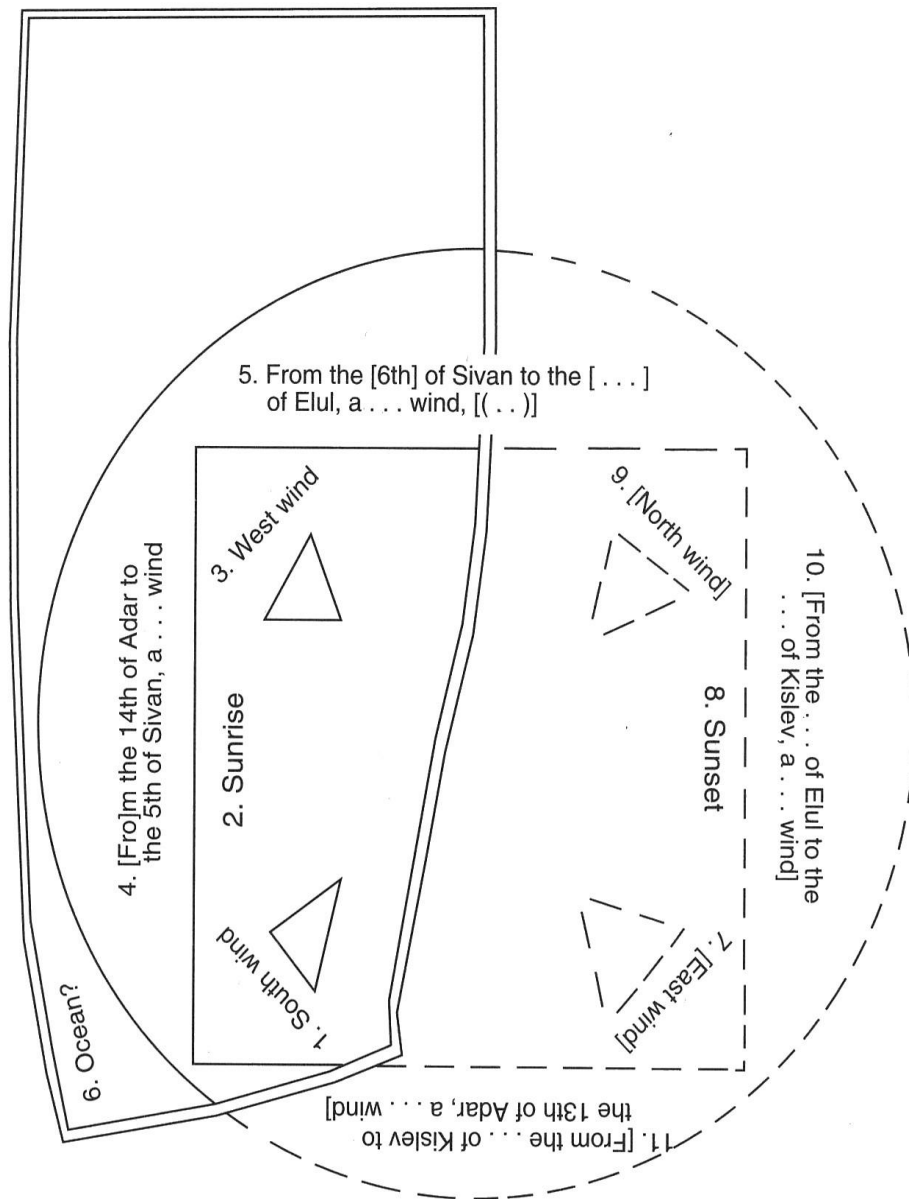 1. South wind
2. Sunrise
3. West wind
4. [Fro]m the 14th of Adar to
the 5th of Sivan, a . . . wind
5. From the [6th] of Sivan to the [ . . . ]
of Elul, a . . . wind, [( . . )]
6. Ocean?
7. [East wind]
8. Sunset
9. [North wind]
10. [From the . . . of Elul to the
. . . of Kislev, a . . . wind]
11. [From the . . . of Kislev to
the 13th of Adar, a . . . wind]